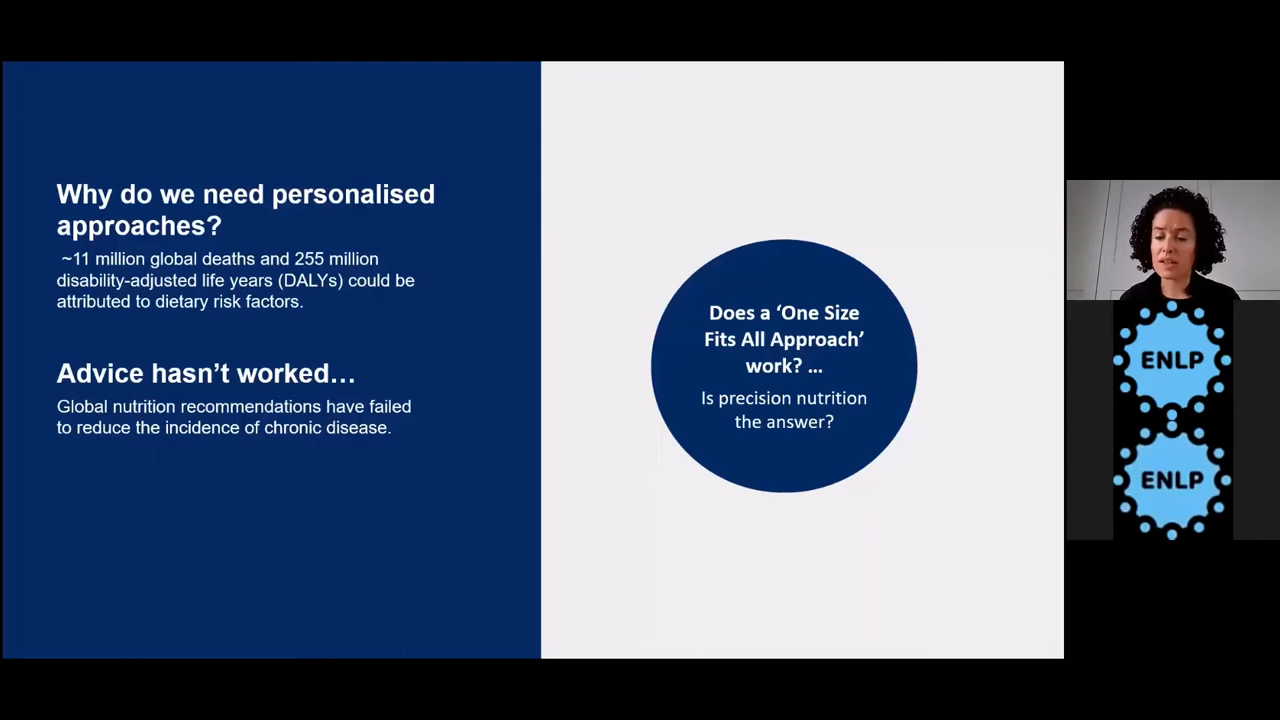 Why do we need personalised
approaches?
~11 million global deaths and 255 million
disability-adjusted life years (DALYs) could be
attributed to dietary risk factors.
Advice hasn’t worked…
Global nutrition recommendations have failed
to reduce the incidence of chronic disease.
Does a ‘One Size
Fits All Approach’
work? …
Is precision nutrition
the answer?
ENLP
ENLP